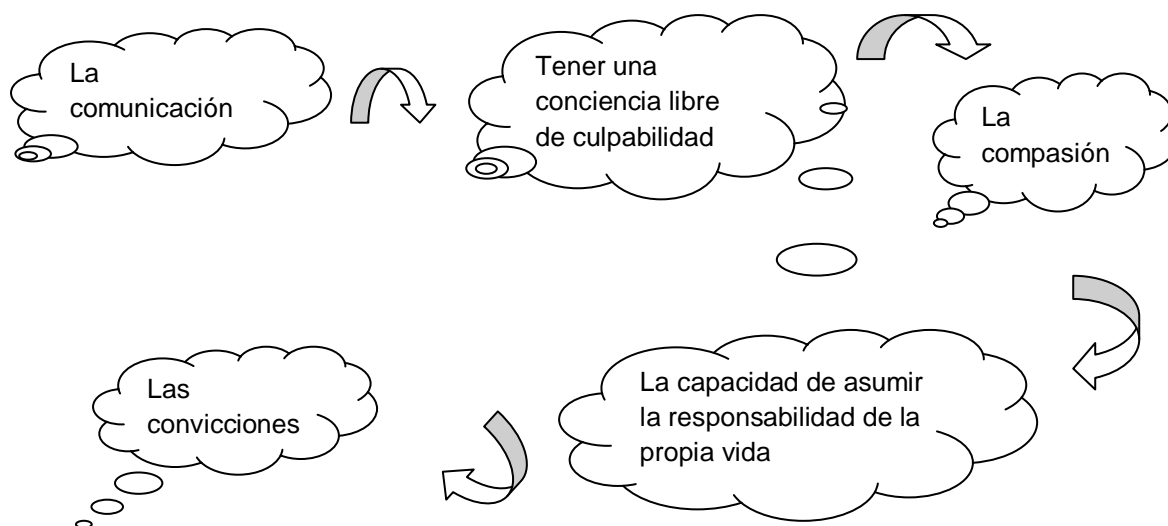 La
comunicación
Tener una
conciencia libre
de culpabilidad
La
compasión
La capacidad de asumir
la responsabilidad de la
propia vida
Las
convicciones